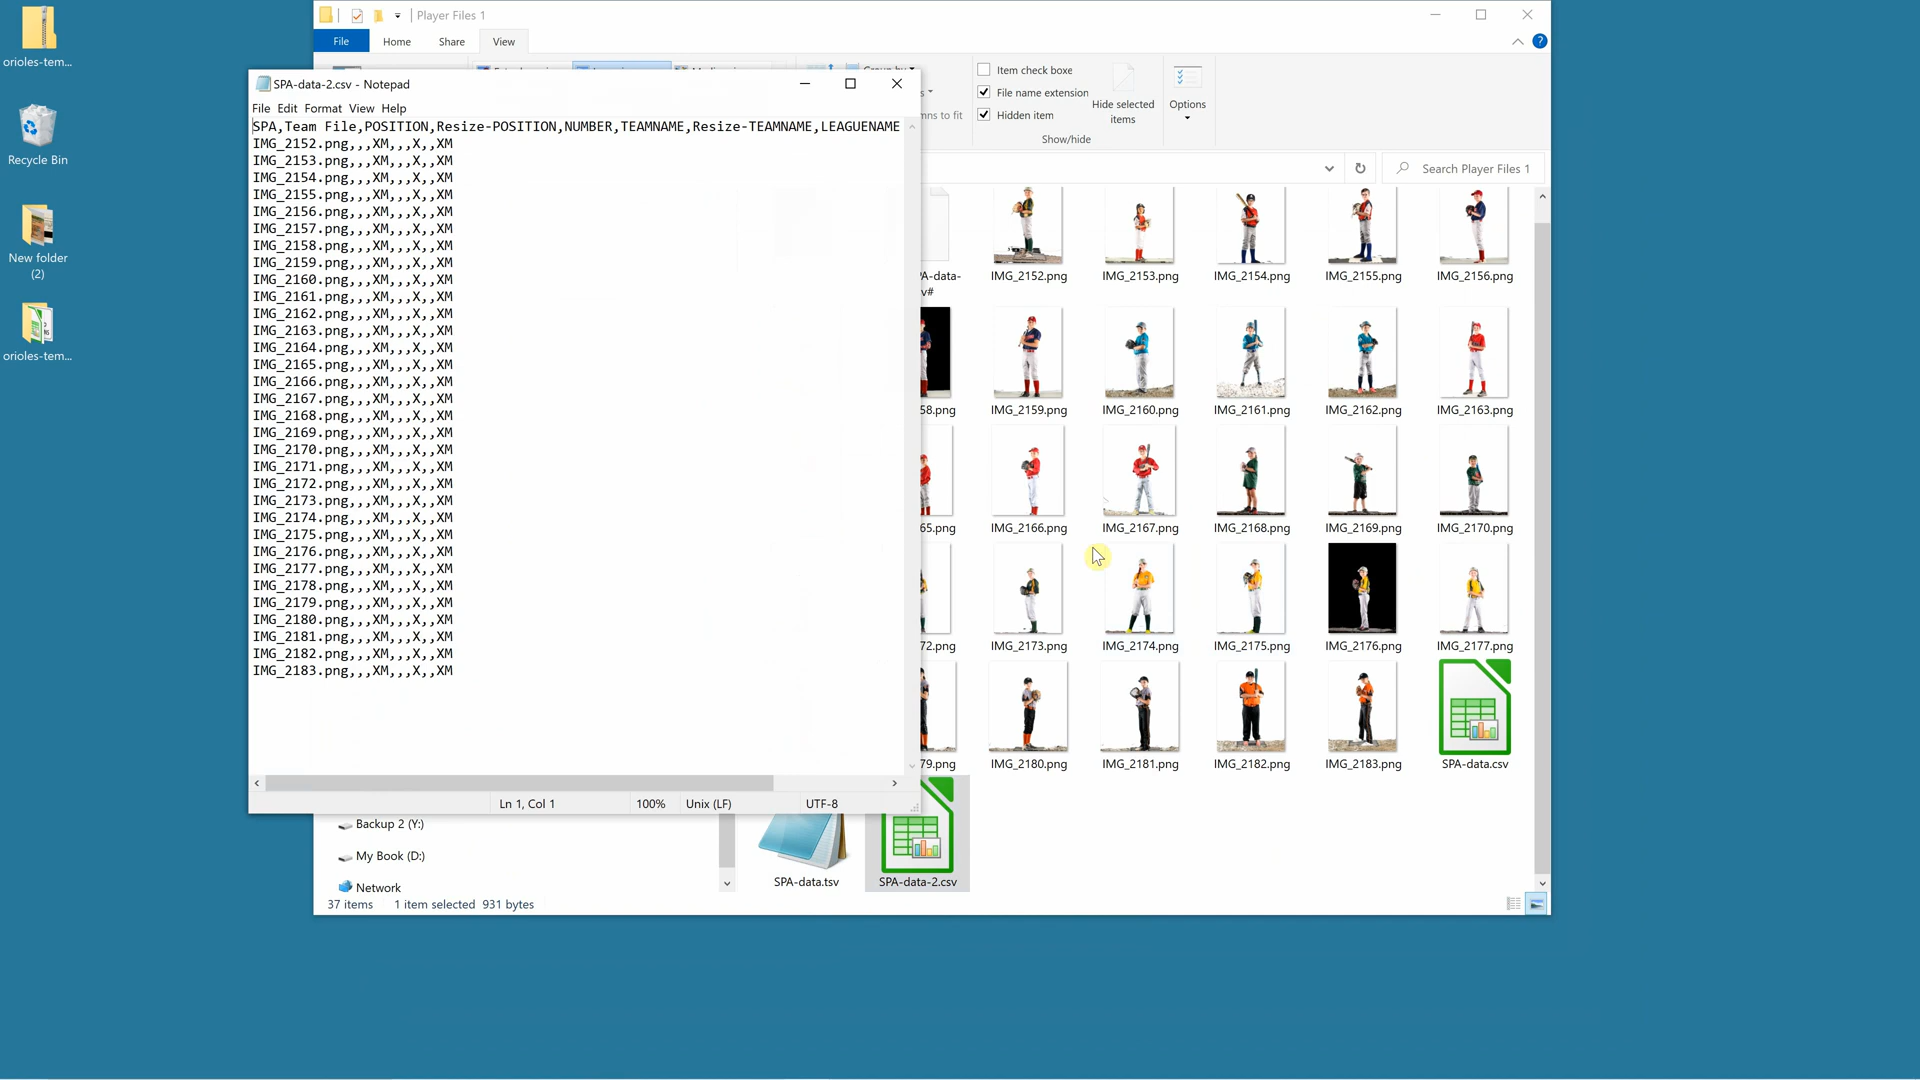 orioles-tem...
Recycle Bin
New folder
(2)
orioles-tem...
Player Files 1
File
Home
Share
View
Item check boxe
File name extension
Hidden item
Hide selected
items
Options
Show/hide
mns to fit
Search Player Files 1
SPA-data-2.csv - Notepad
File Edit Format View Help
SPA,Team File,POSITION,Resize-POSITION,NUMBER,TEAMNAME,Resize-TEAMNAME,LEAGUENAME
IMG_2152.png,,,XM,,,X,,XM
IMG_2153.png,,,XM,,,X,,XM
IMG_2154.png,,,XM,,,X,,XM
IMG_2155.png,,,XM,,,X,,XM
IMG_2156.png,,,XM,,,X,,XM
IMG_2157.png,,,XM,,,X,,XM
IMG_2158.png,,,XM,,,X,,XM
IMG_2159.png,,,XM,,,X,,XM
IMG_2160.png,,,XM,,,X,,XM
IMG_2161.png,,,XM,,,X,,XM
IMG_2162.png,,,XM,,,X,,XM
IMG_2163.png,,,XM,,,X,,XM
IMG_2164.png,,,XM,,,X,,XM
IMG_2165.png,,,XM,,,X,,XM
IMG_2166.png,,,XM,,,X,,XM
IMG_2167.png,,,XM,,,X,,XM
IMG_2168.png,,,XM,,,X,,XM
IMG_2169.png,,,XM,,,X,,XM
IMG_2170.png,,,XM,,,X,,XM
IMG_2171.png,,,XM,,,X,,XM
IMG_2172.png,,,XM,,,X,,XM
IMG_2173.png,,,XM,,,X,,XM
IMG_2174.png,,,XM,,,X,,XM
IMG_2175.png,,,XM,,,X,,XM
IMG_2176.png,,,XM,,,X,,XM
IMG_2177.png,,,XM,,,X,,XM
IMG_2178.png,,,XM,,,X,,XM
IMG_2179.png,,,XM,,,X,,XM
IMG_2180.png,,,XM,,,X,,XM
IMG_2181.png,,,XM,,,X,,XM
IMG_2182.png,,,XM,,,X,,XM
IMG_2183.png,,,XM,,,X,,XM
Ln 1, Col 1
100%
Unix (LF)
UTF-8
PA-data-
v#
IMG_2152.png
IMG_2153.png
IMG_2154.png
IMG_2155.png
IMG_2156.png
58.png
IMG_2159.png
IMG_2160.png
IMG_2161.png
IMG_2162.png
IMG_2163.png
65.png
IMG_2166.png
IMG_2167.png
IMG_2168.png
IMG_2169.png
IMG_2170.png
72.png
IMG_2173.png
IMG_2174.png
IMG_2175.png
IMG_2176.png
IMG_2177.png
79.png
IMG_2180.png
IMG_2181.png
IMG_2182.png
IMG_2183.png
SPA-data.csv
SPA-data.tsv
SPA-data-2.csv
Backup 2 (Y:)
My Book (D:)
Network
37 items
1 item selected 931 bytes